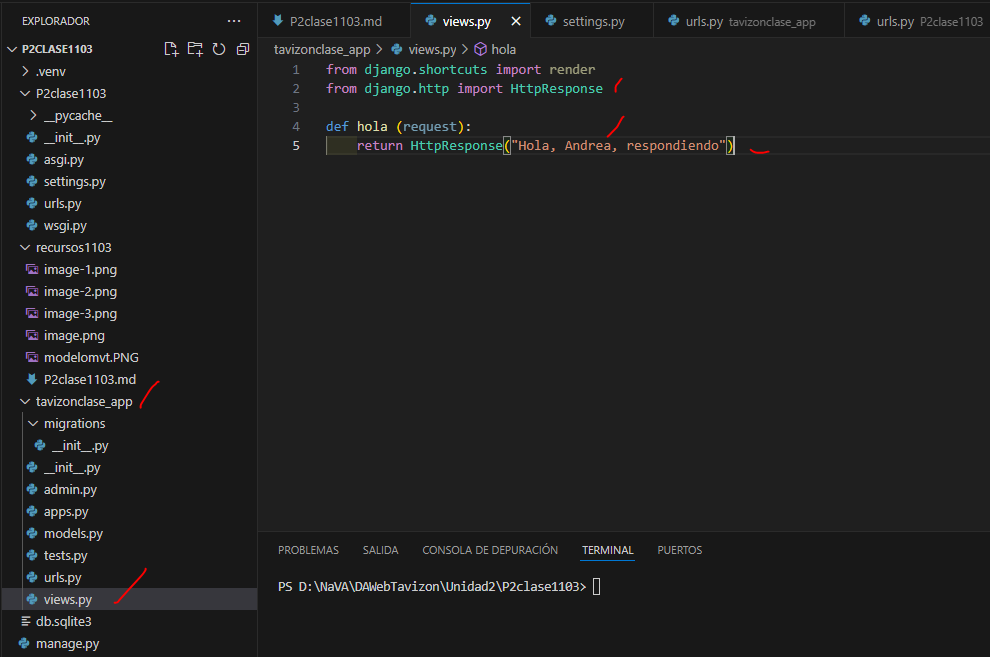 EXPLORADOR
P2CLASE1103
.venv
P2clase1103
__pycache__
__init__.py
asgi.py
settings.py
urls.py
wsgi.py
recursos1103
image-1.png
image-2.png
image-3.png
image.png
modelomvt.PNG
P2clase1103.md
tavizonclase_app
migrations
__init__.py
__init__.py
admin.py
apps.py
models.py
tests.py
urls.py
views.py
db.sqlite3
manage.py
P2clase1103.md views.py settings.py urls.py tavizonclase_app urls.py P2clase1103
tavizonclase_app > views.py > hola
1 from django.shortcuts import render
2 from django.http import HttpResponse
3
4 def hola (request):
5 return HttpResponse("Hola, Andrea, respondiendo")
PROBLEMAS SALIDA CONSOLA DE DEPURACIÓN TERMINAL PUERTOS
PS D:\NaVA\DAWebTavizon\Unidad2\P2clase1103>